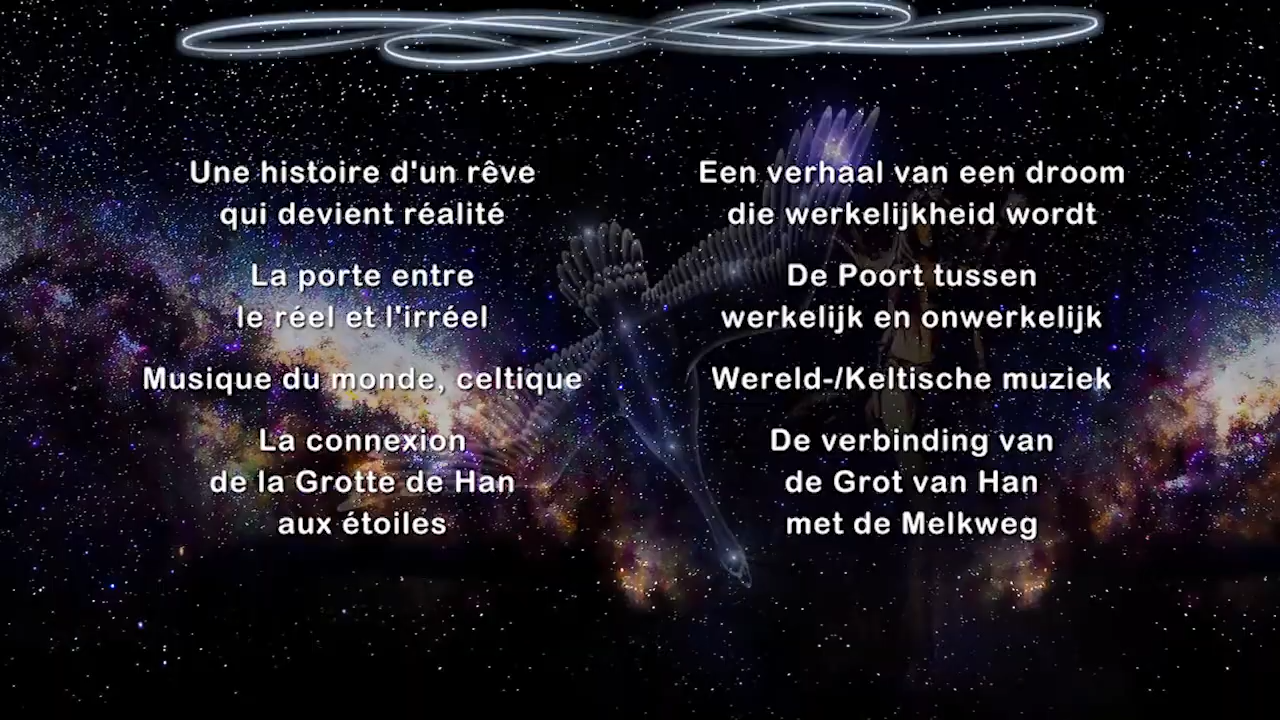 Une histoire d'un rêve
qui devient réalité
La porte entre
le réel et l'irréel
Musique du monde, celtique
La connexion
de la Grotte de Han
aux étoiles
Een verhaal van een droom
die werkelijkheid wordt
De Poort tussen
werkelijk en onwerkelijk
Wereld-/Keltische muziek
De verbinding van
de Grot van Han
met de Melkweg